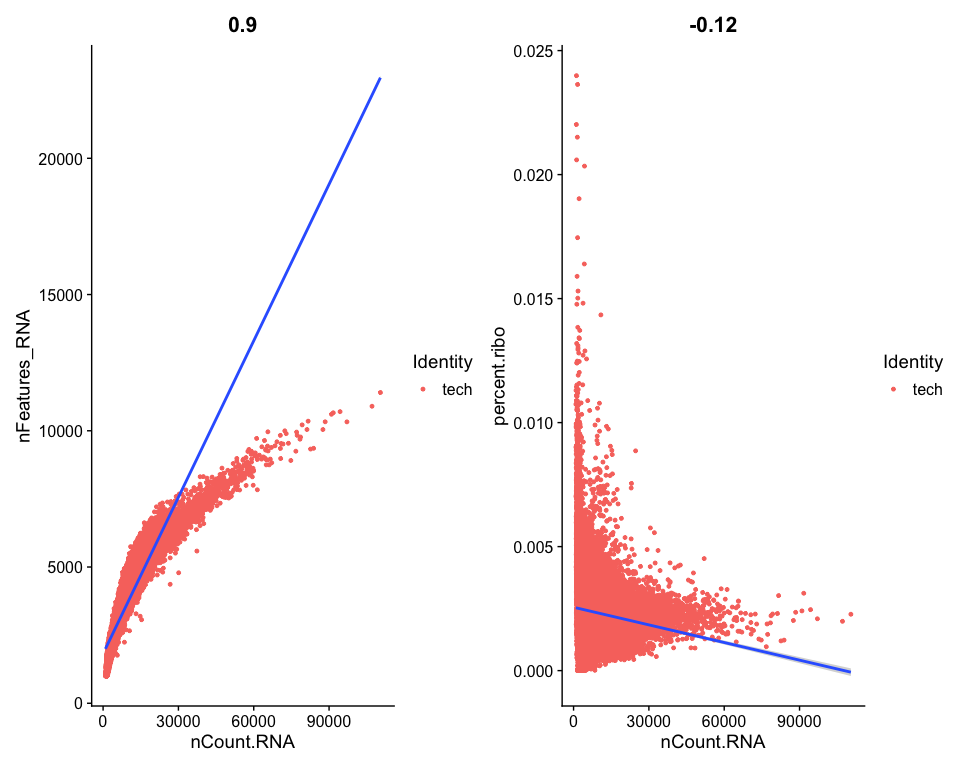 0.9
nFeatures_RNA
20000
15000
10000
5000
0
0 30000 60000 90000
nCount.RNA
Identity
tech
-0.12
percent.ribo
0.025
0.020
0.015
0.010
0.005
0.000
0 30000 60000 90000
nCount.RNA
Identity
tech